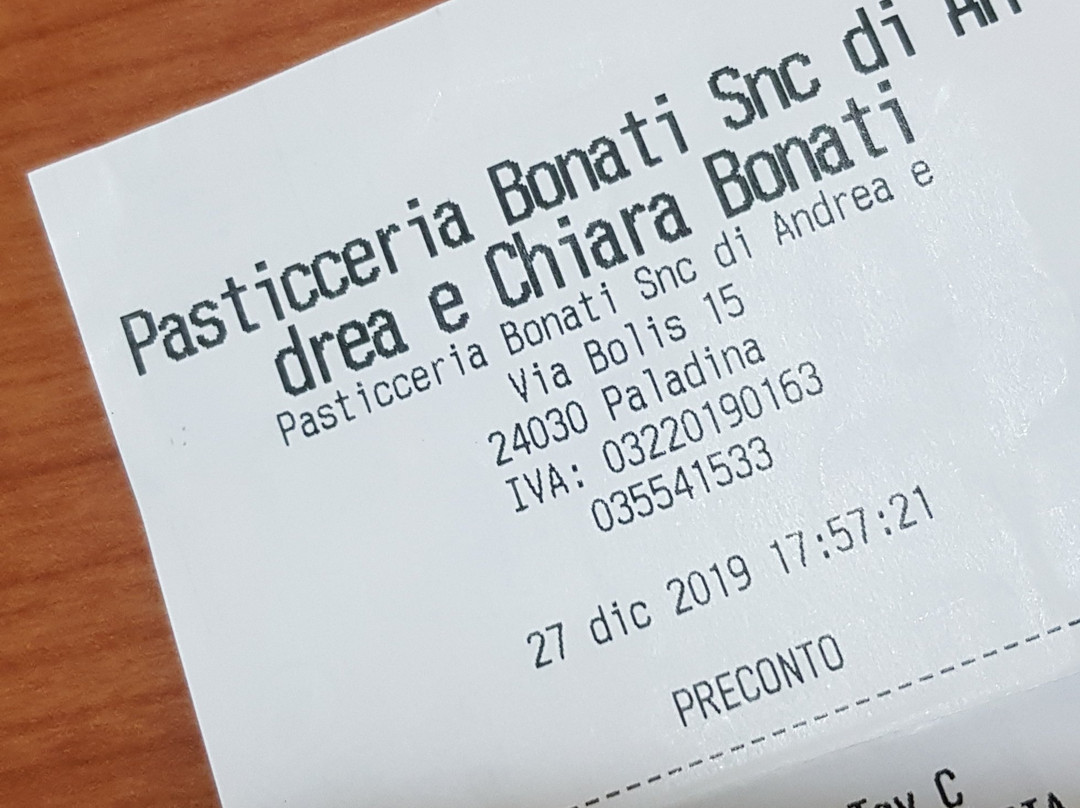 Pasticceria Bonati Snc di An
drea e Chiara Bonati
Pasticceria Bonati Snc di Andrea e
Via Bolis 15
24030 Paladina
IVA: 03220190163
035541533
27 dic 2019 17:57:21
PRECONTO
C